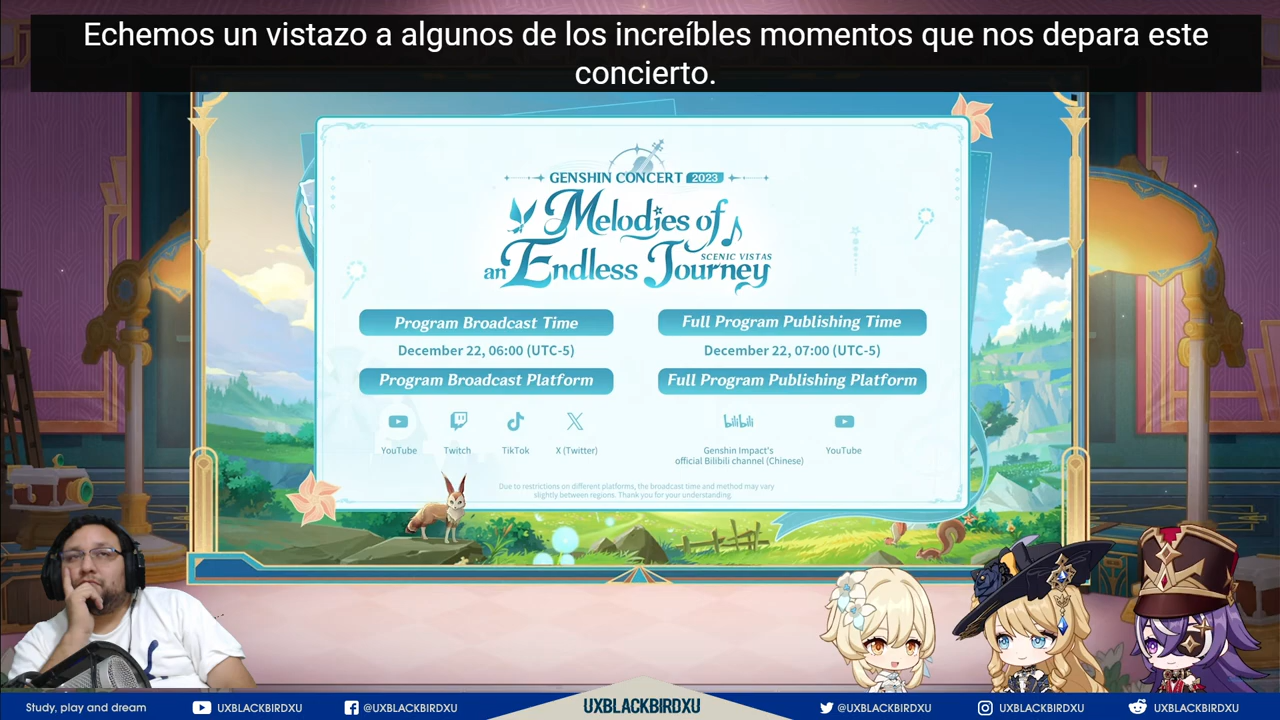 Echemos un vistazo a algunos de los increíbles momentos que nos depara este
concierto.
GENSHIN CONCERT 2023
Melodies of
an Endless Journey
SCENIC VISTAS
Program Broadcast Time
December 22, 06:00 (UTC-5)
Program Broadcast Platform
YouTube
Twitch
TikTok
X (Twitter)
Full Program Publishing Time
December 22, 07:00 (UTC-5)
Full Program Publishing Platform
bilibili
Genshin Impact's
official Bilibili channel (Chinese)
YouTube
Due to restrictions on different platforms, the broadcast time and method may vary
slightly between regions. Thank you for your understanding.
Study, play and dream
UXBLACKBIRDXU
@UXBLACKBIRDXU
UXBLACKBIRDXU
@UXBLACKBIRDXU
UXBLACKBIRDXU
UXBLACKBIRDXU